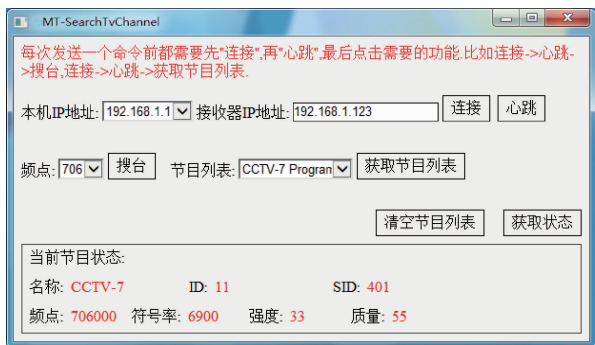 MT-SearchTvChannel
每次发送一个命令前都需要先"连接",再"心跳",最后点击需要的功能.比如连接->心跳-
>搜台,连接->心跳->获取节目列表.
本机IP地址: 192.168.1.1 接收器IP地址: 192.168.1.123 连接 心跳
频点: 706 搜台 节目列表: CCTV-7 Progran 获取节目列表
清空节目列表 获取状态
当前节目状态:
名称: CCTV-7 ID: 11 SID: 401
频点: 706000 符号率: 6900 强度: 33 质量: 55